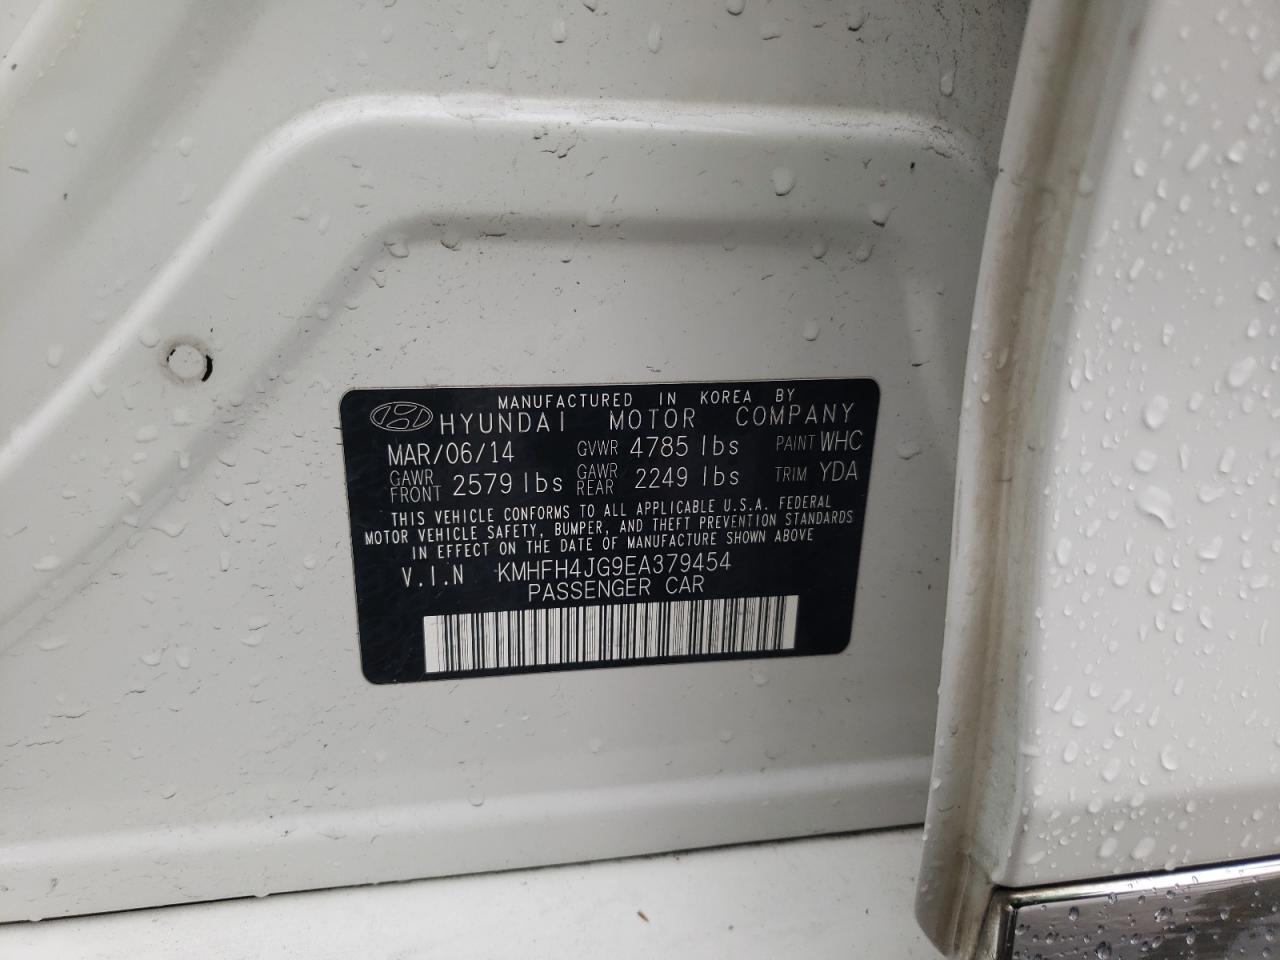 MANUFACTURED IN KOREA BY
HYUNDAI MOTOR COMPANY
MAR/06/14 GVWR 4785 lbs PAINT WHC
GAWR FRONT 2579 lbs GAWR REAR 2249 lbs TRIM YDA
THIS VEHICLE CONFORMS TO ALL APPLICABLE U.S.A. FEDERAL
MOTOR VEHICLE SAFETY, BUMPER, AND THEFT PREVENTION STANDARDS
IN EFFECT ON THE DATE OF MANUFACTURE SHOWN ABOVE
V.I.N KMHFH4JG9EA379454
PASSENGER CAR